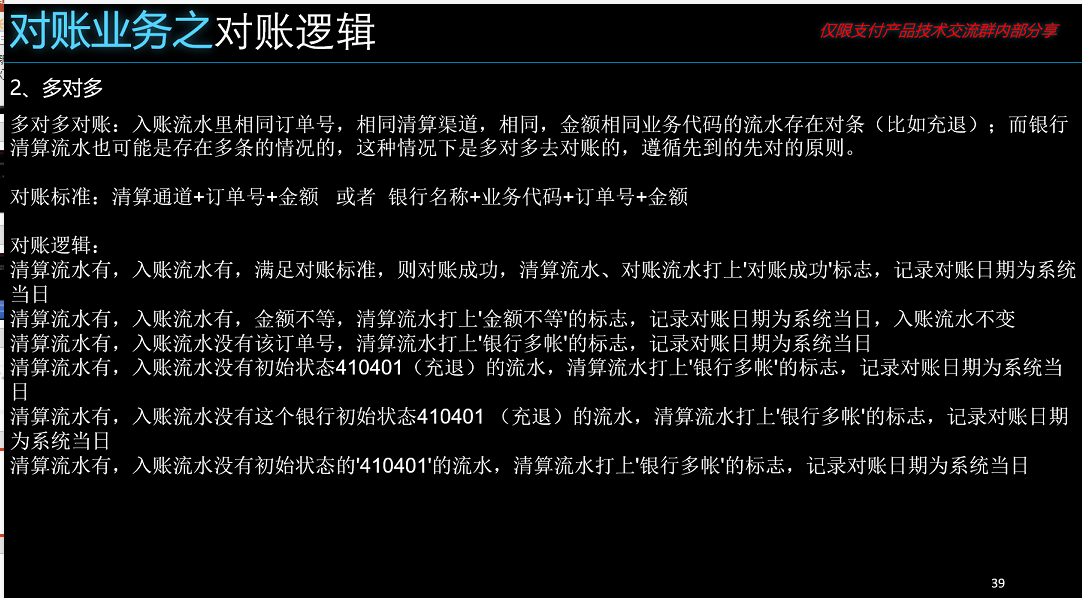 对账业务之对账逻辑
仅限支付产品技术交流群内部分享
2、多对多
多对多对账：入账流水里相同订单号，相同清算渠道，相同，金额相同业务代码的流水存在对条（比如充退）；而银行
清算流水也可能是存在多条的情况的，这种情况下是多对多去对账的，遵循先到的先对的原则。
对账标准：清算通道+订单号+金额 或者 银行名称+业务代码+订单号+金额
对账逻辑：
清算流水有，入账流水有，满足对账标准，则对账成功，清算流水、对账流水打上'对账成功'标志，记录对账日期为系统
当日
清算流水有，入账流水有，金额不等，清算流水打上'金额不等'的标志，记录对账日期为系统当日，入账流水不变
清算流水有，入账流水没有该订单号，清算流水打上'银行多帐'的标志，记录对账日期为系统当日
清算流水有，入账流水没有初始状态410401（充退）的流水，清算流水打上'银行多帐'的标志，记录对账日期为系统当
日
清算流水有，入账流水没有这个银行初始状态410401 （充退）的流水，清算流水打上'银行多帐'的标志，记录对账日期
为系统当日
清算流水有，入账流水没有初始状态的'410401'的流水，清算流水打上'银行多帐'的标志，记录对账日期为系统当日
39